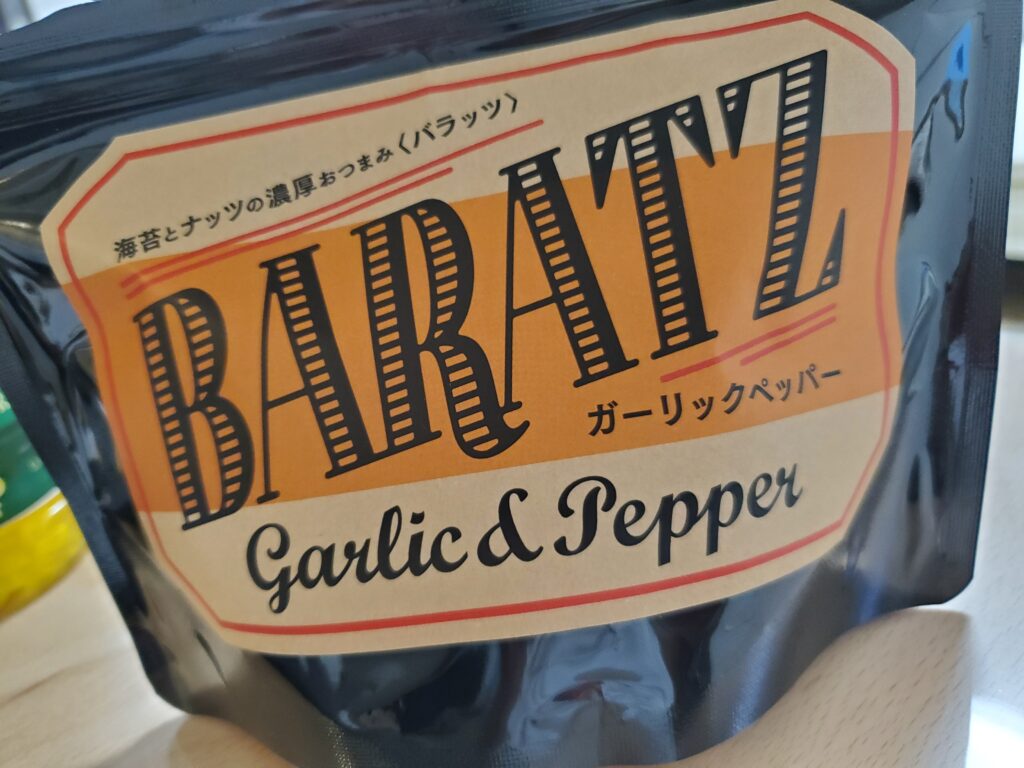 海苔とナッツの濃厚おつまみ〈バラッツ〉
BARATZ
ガーリックペッパー
Garlic & Pepper